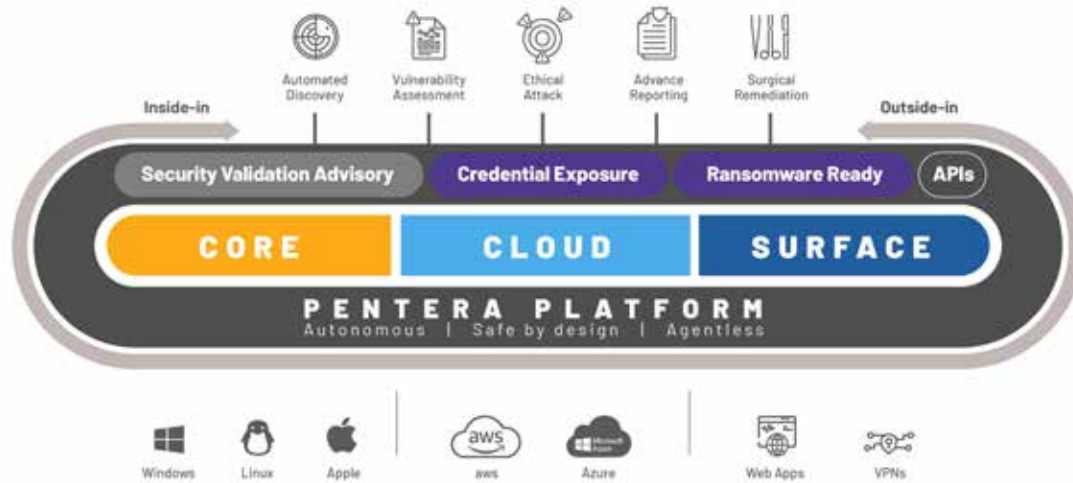 Automated
Discovery
Vulnerability
Assessment
Ethical
Attack
Advance
Reporting
Surgical
Remediation
Inside-in
Outside-in
Security Validation Advisory
Credential Exposure
Ransomware Ready
APIs
CORE
CLOUD
SURFACE
PENTERA PLATFORM
Autonomous | Safe by design | Agentless
aws
Microsoft
Azure
Windows
Linux
Apple
aws
Azure
Web Apps
VPNs